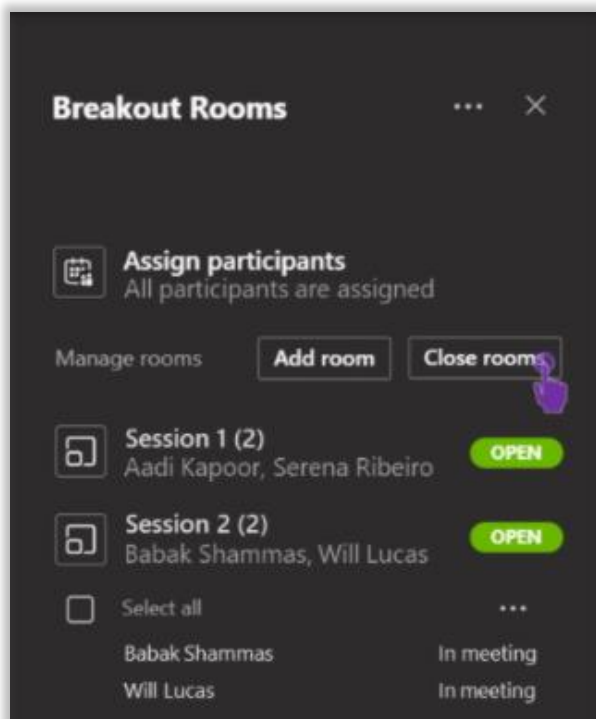 Breakout Rooms
Assign participants
All participants are assigned
Manage rooms Add room Close rooms
Session 1 (2) OPEN
Aadi Kapoor, Serena Ribeiro
Session 2 (2) OPEN
Babak Shammas, Will Lucas
Select all
Babak Shammas In meeting
Will Lucas In meeting